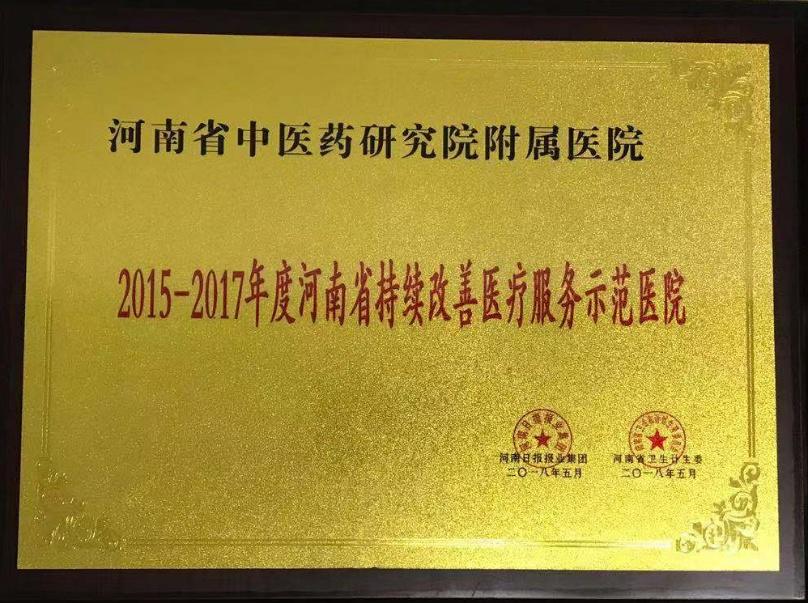 河南省中医药研究院附属医院
2015-2017年度河南省持续改善医疗服务示范医院
河南日报报业集团
二〇一八年五月
河南省卫生计生委
二〇一八年五月